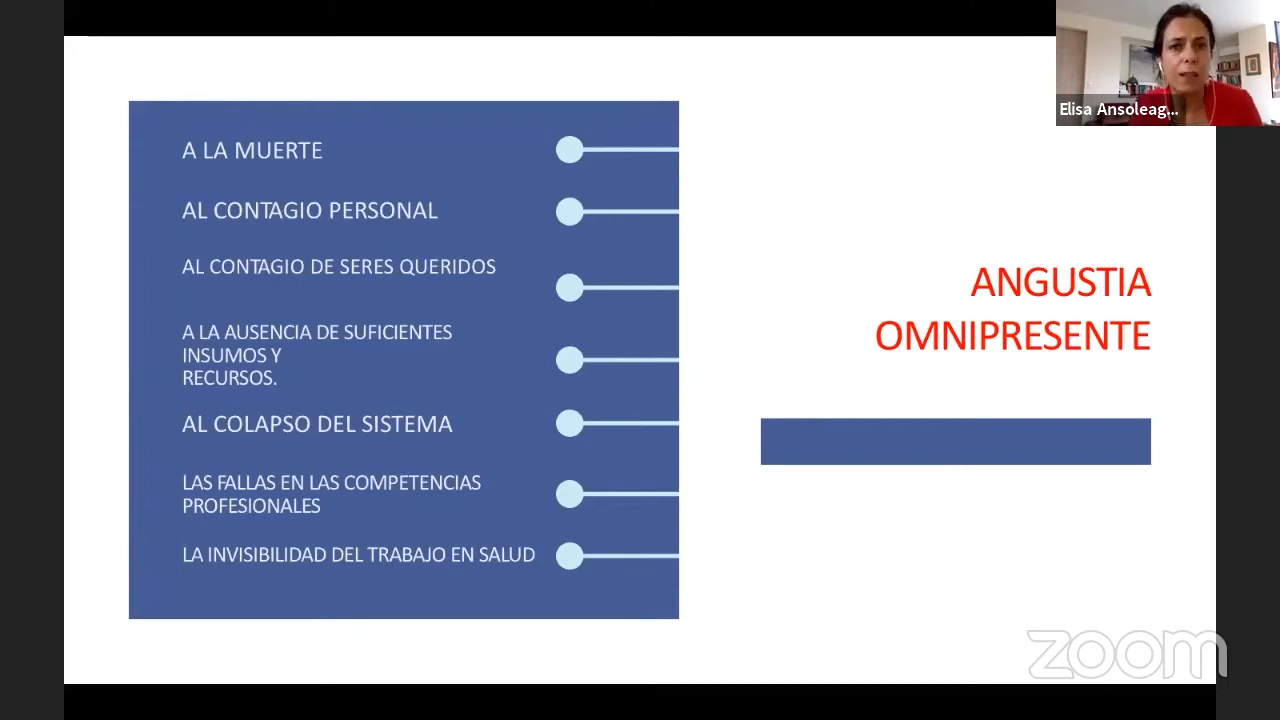 A LA MUERTE
AL CONTAGIO PERSONAL
AL CONTAGIO DE SERES QUERIDOS
A LA AUSENCIA DE SUFICIENTES
INSUMOS Y
RECURSOS.
AL COLAPSO DEL SISTEMA
LAS FALLAS EN LAS COMPETENCIAS
PROFESIONALES
LA INVISIBILIDAD DEL TRABAJO EN SALUD
ANGUSTIA
OMNIPRESENTE
Elisa Ansoleag...
zoom